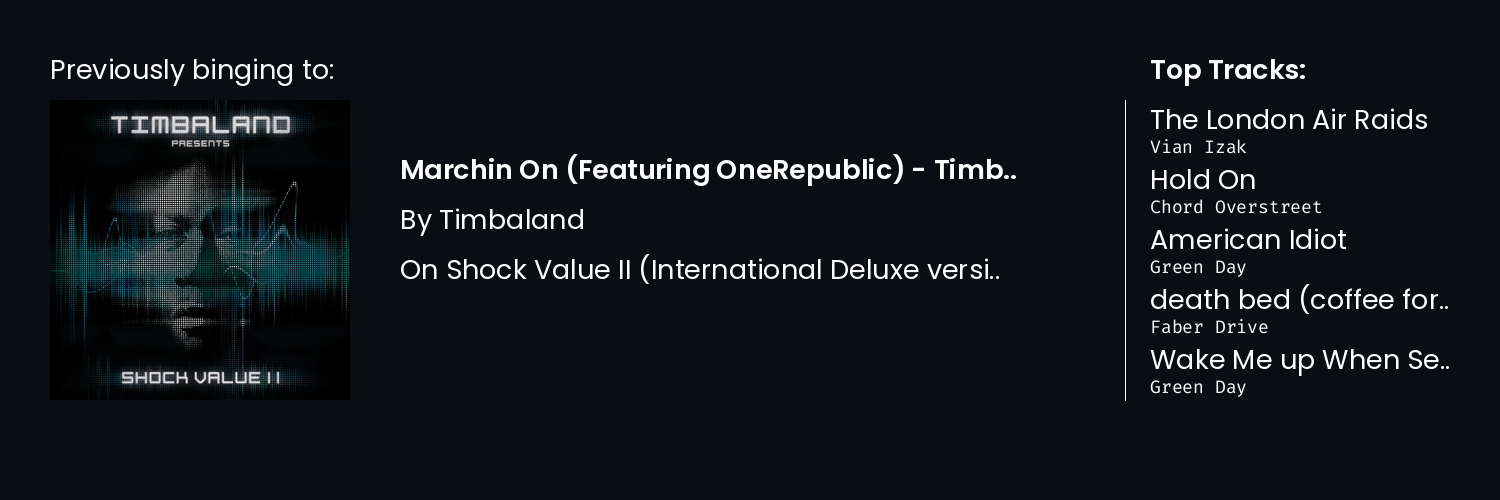 Previously binging to:
TIMBALAND
PRESENTS
SHOCK VALUE II
Marchin On (Featuring OneRepublic) - Timb..
By Timbaland
On Shock Value II (International Deluxe versi..
Top Tracks:
The London Air Raids
Vian Izak
Hold On
Chord Overstreet
American Idiot
Green Day
death bed (coffee for..
Faber Drive
Wake Me up When Se..
Green Day